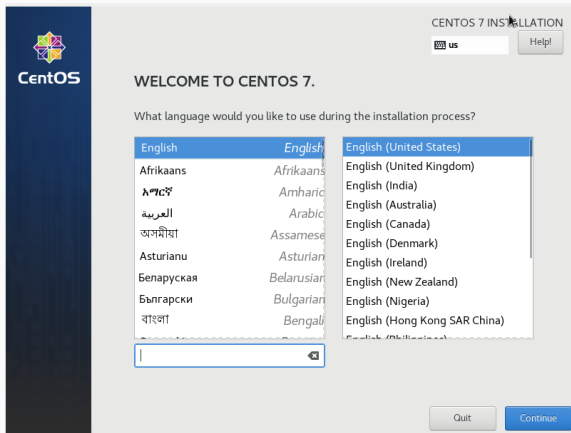 CENTOS 7 INSTALLATION
us
Help!
CentOS
WELCOME TO CENTOS 7.
What language would you like to use during the installation process?
English English
Afrikaans Afrikaans
አማርኛ Amharic
العربية Arabic
অসমীয়া Assamese
Asturianu Asturian
Беларуская Belarusian
Български Bulgarian
বাংলা Bengali
English (United States)
English (United Kingdom)
English (India)
English (Australia)
English (Canada)
English (Denmark)
English (Ireland)
English (New Zealand)
English (Nigeria)
English (Hong Kong SAR China)
English (Philippines)
Quit
Continue